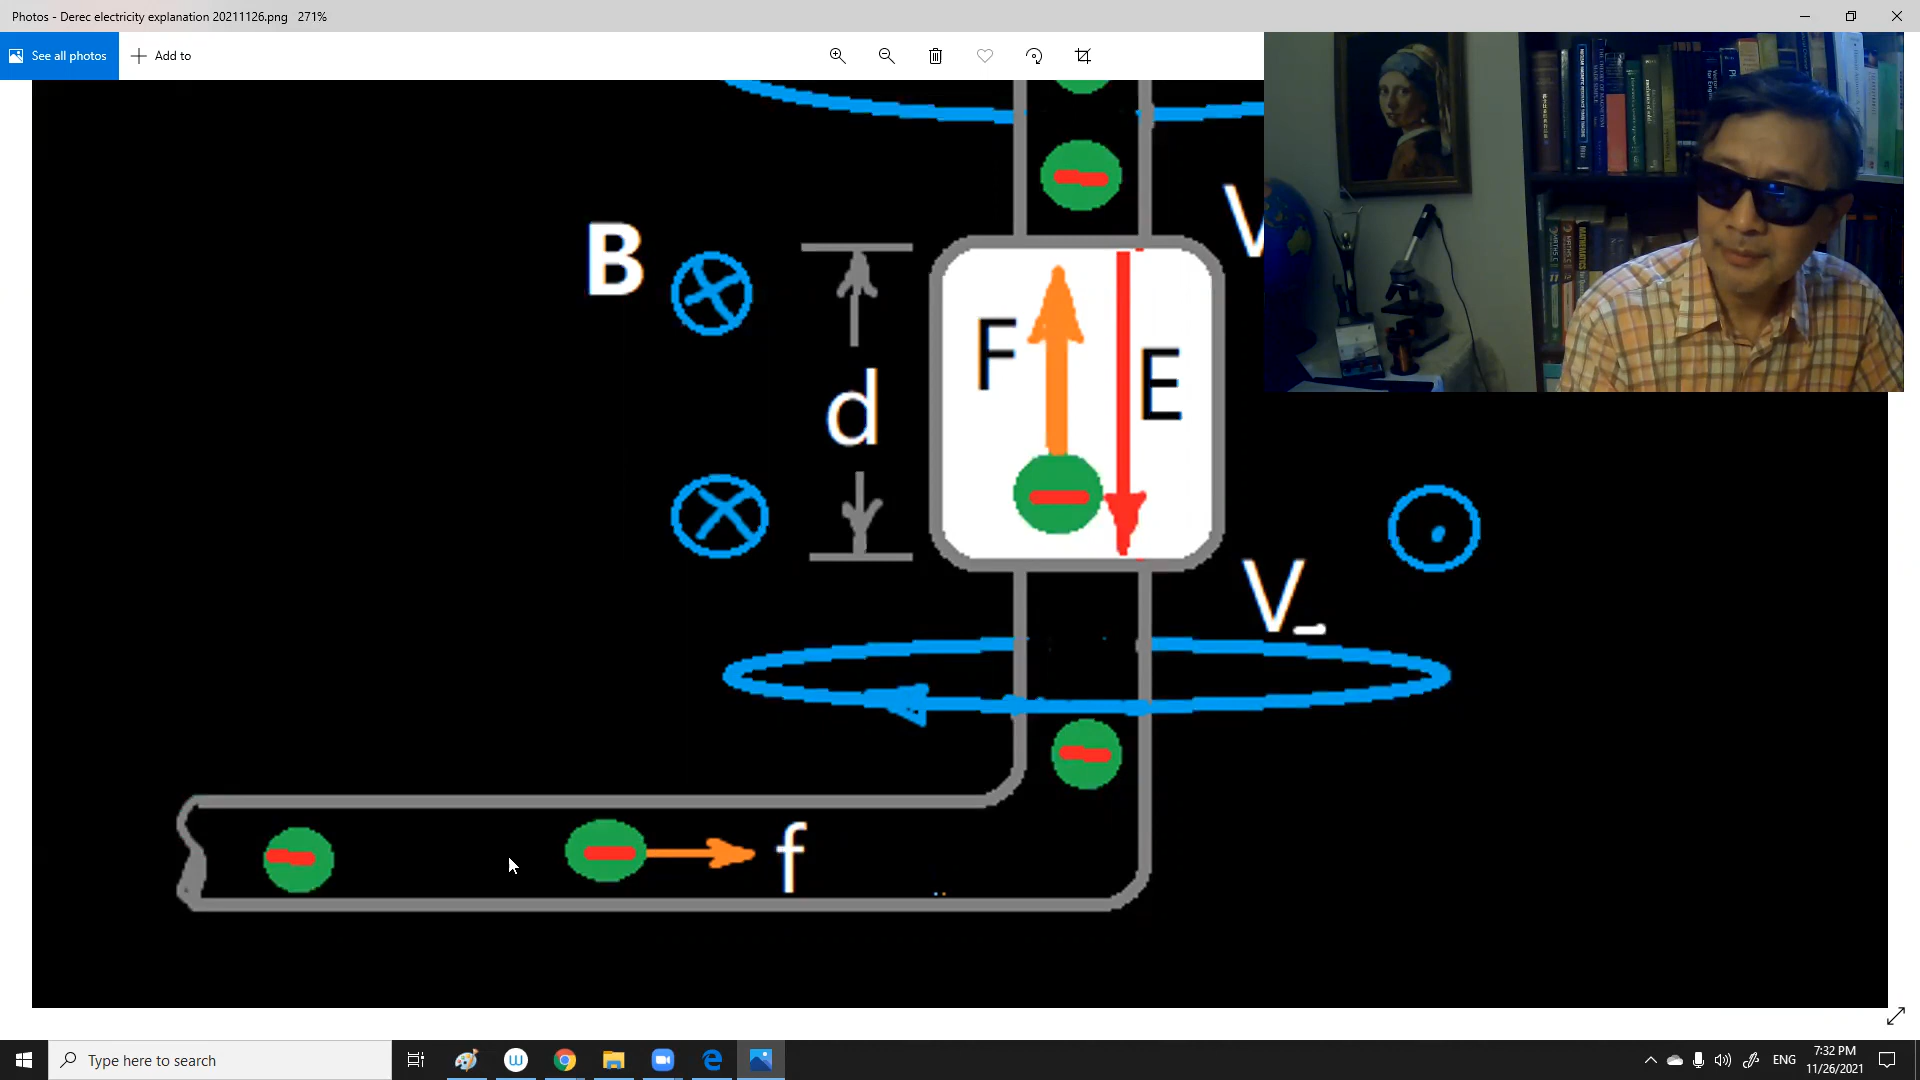 Photos - Derec electricity explanation 20211126.png 271%
See all photos
Add to
V
B
F
E
d
V-
f
Type here to search
ENG
7:32 PM
11/26/2021